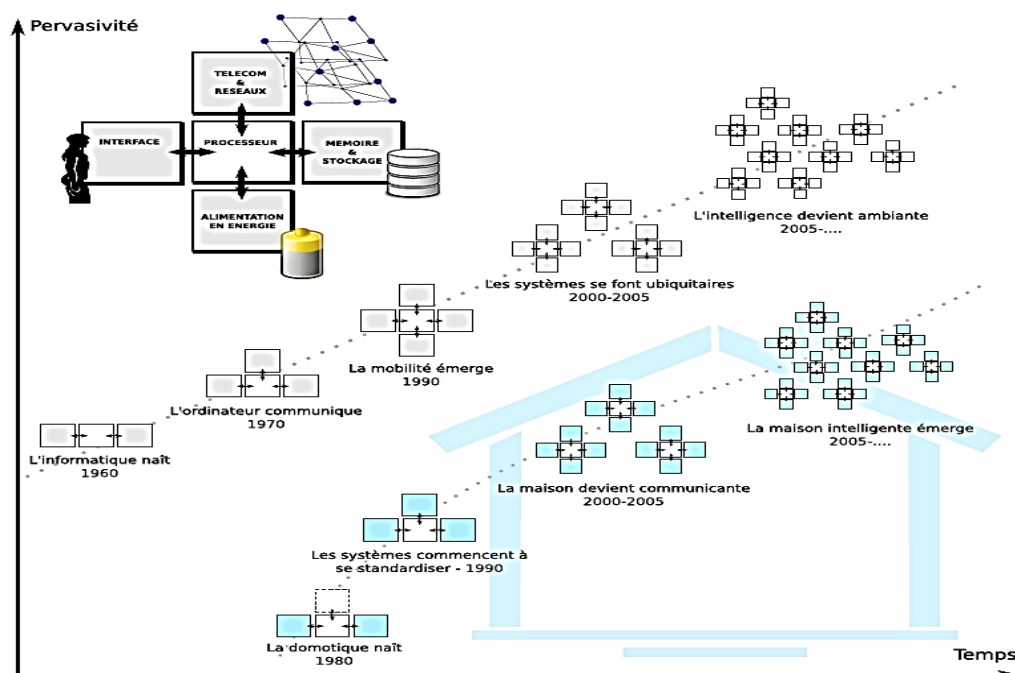 Pervasivité
TELECOM
&
RESEAUX
INTERFACE
PROCESSEUR
MEMOIRE
&
STOCKAGE
ALIMENTATION
EN ENERGIE
L'intelligence devient ambiante
2005-....
Les systèmes se font ubiquitaires
2000-2005
La mobilité émerge
1990
L'ordinateur communique
1970
L'informatique naît
1960
La maison intelligente émerge
2005-....
La maison devient communicante
2000-2005
Les systèmes commencent à
se standardiser - 1990
La domotique naît
1980
Temps